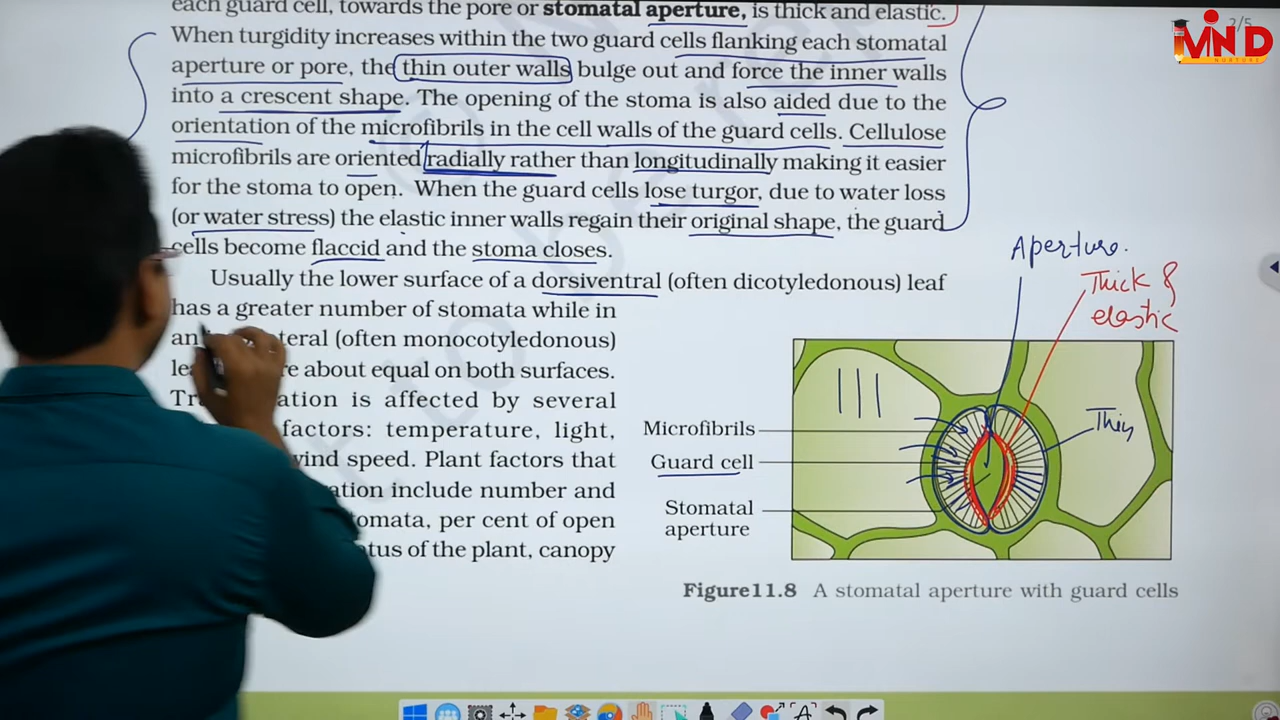 each guard cell, towards the pore or stomatal aperture, is thick and elastic.
When turgidity increases within the two guard cells flanking each stomatal
aperture or pore, the thin outer walls bulge out and force the inner walls
into a crescent shape. The opening of the stoma is also aided due to the
orientation of the microfibrils in the cell walls of the guard cells. Cellulose
microfibrils are oriented radially rather than longitudinally making it easier
for the stoma to open. When the guard cells lose turgor, due to water loss
(or water stress) the elastic inner walls regain their original shape, the guard
cells become flaccid and the stoma closes.
Usually the lower surface of a dorsiventral (often dicotyledonous) leaf
has a greater number of stomata while in
an (often monocotyledonous)
about equal on both surfaces.
is affected by several
factors: temperature, light,
wind speed. Plant factors that
include number and
per cent of open
of the plant, canopy
Aperture.
Thick &
elastic
Thin
Microfibrils
Guard cell
Stomatal
aperture
Figure11.8 A stomatal aperture with guard cells
2/5
MIND
NURTURE